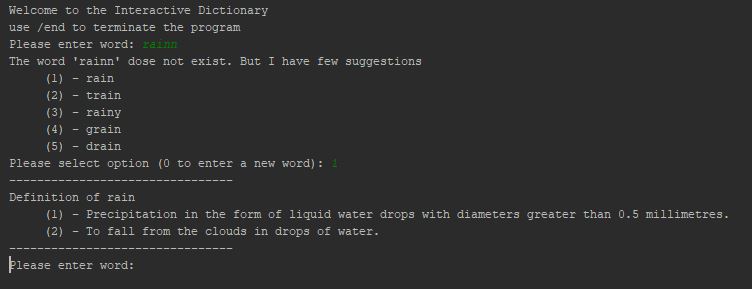 Welcome to the Interactive Dictionary
use /end to terminate the program
Please enter word: rainn
The word 'rainn' dose not exist. But I have few suggestions
(1) - rain
(2) - train
(3) - rainy
(4) - grain
(5) - drain
Please select option (0 to enter a new word): 1
--------------------------------
Definition of rain
(1) - Precipitation in the form of liquid water drops with diameters greater than 0.5 millimetres.
(2) - To fall from the clouds in drops of water.
--------------------------------
Please enter word: